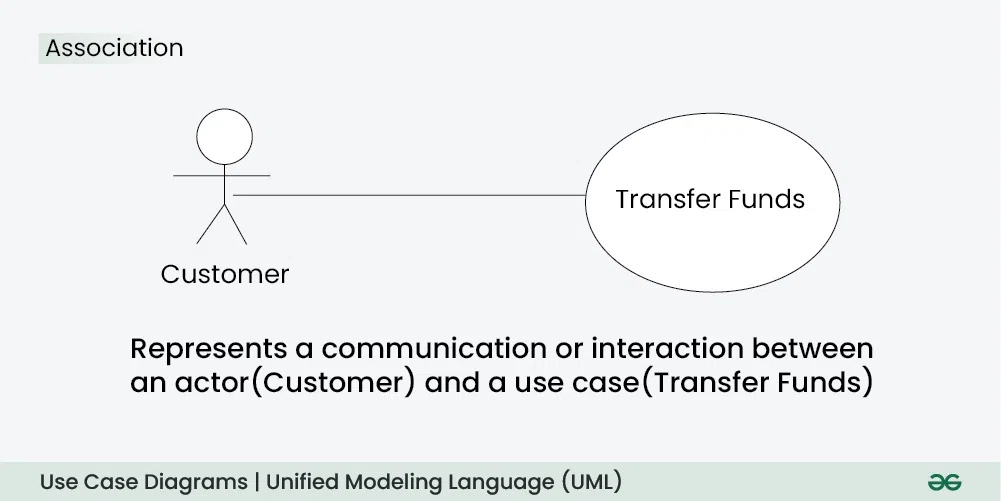 Association
Transfer Funds
Customer
Represents a communication or interaction between
an actor(Customer) and a use case(Transfer Funds)
Use Case Diagrams | Unified Modeling Language (UML)